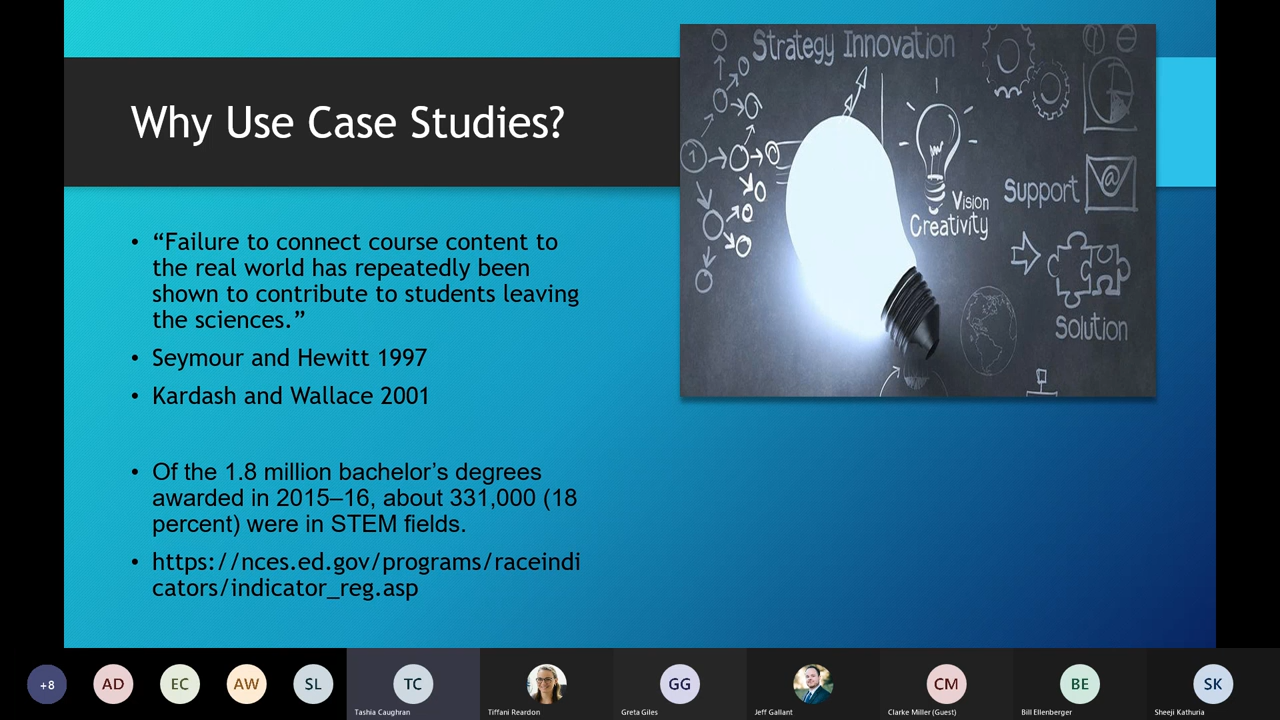 Why Use Case Studies?
Strategy Innovation
1
Vision
Creativity
Support
@
Solution
• “Failure to connect course content to
the real world has repeatedly been
shown to contribute to students leaving
the sciences.”
• Seymour and Hewitt 1997
• Kardash and Wallace 2001
• Of the 1.8 million bachelor’s degrees
awarded in 2015–16, about 331,000 (18
percent) were in STEM fields.
• https://nces.ed.gov/programs/raceindi
cators/indicator_reg.asp
+8
AD
EC
AW
SL
TC
Tashia Caughran
Tiffani Reardon
GG
Greta Giles
Jeff Gallant
CM
Clarke Miller (Guest)
BE
Bill Ellenberger
SK
Sheeji Kathuria